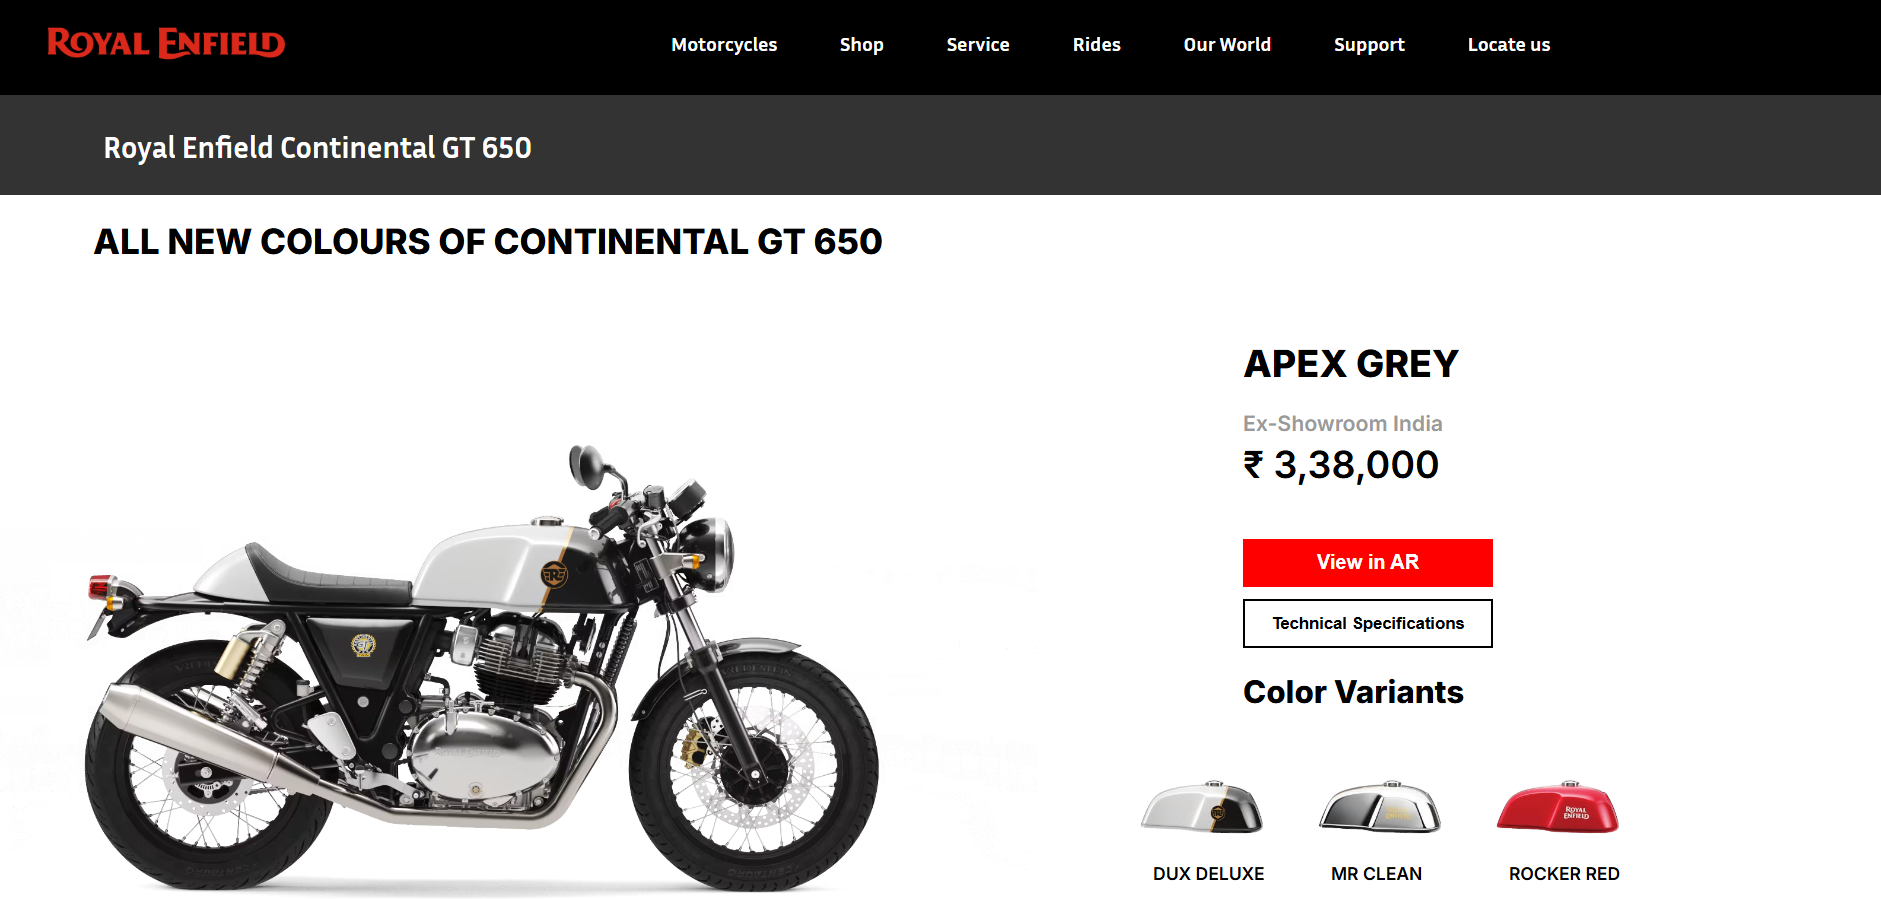 ROYAL ENFIELD
Motorcycles Shop Service Rides Our World Support Locate us
Royal Enfield Continental GT 650
ALL NEW COLOURS OF CONTINENTAL GT 650
APEX GREY
Ex-Showroom India
₹ 3,38,000
View in AR
Technical Specifications
Color Variants
ROYAL
ENFIELD
DUX DELUXE MR CLEAN ROCKER RED